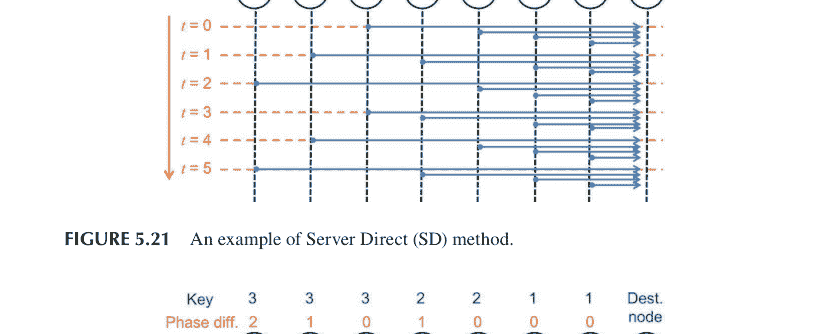 t = 0
t = 1
t = 2
t = 3
t = 4
t = 5
FIGURE 5.21 An example of Server Direct (SD) method.
Key 3 3 3 2 2 1 1 Dest.
Phase diff. 2 1 0 1 0 0 0 node